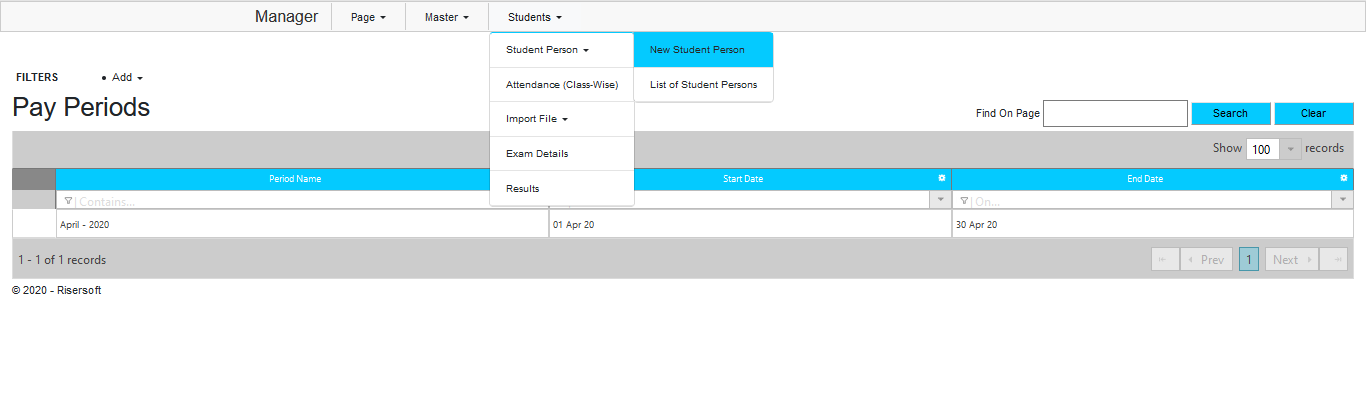 Manager Page Master Students
Student Person New Student Person
FILTERS Add
Attendance (Class-Wise) List of Student Persons
Pay Periods
Find On Page Search Clear
Import File
Show 100 records
Exam Details
Period Name Start Date End Date
Results
Contains... On...
April - 2020 01 Apr 20 30 Apr 20
1 - 1 of 1 records Prev 1 Next
© 2020 - Risersoft